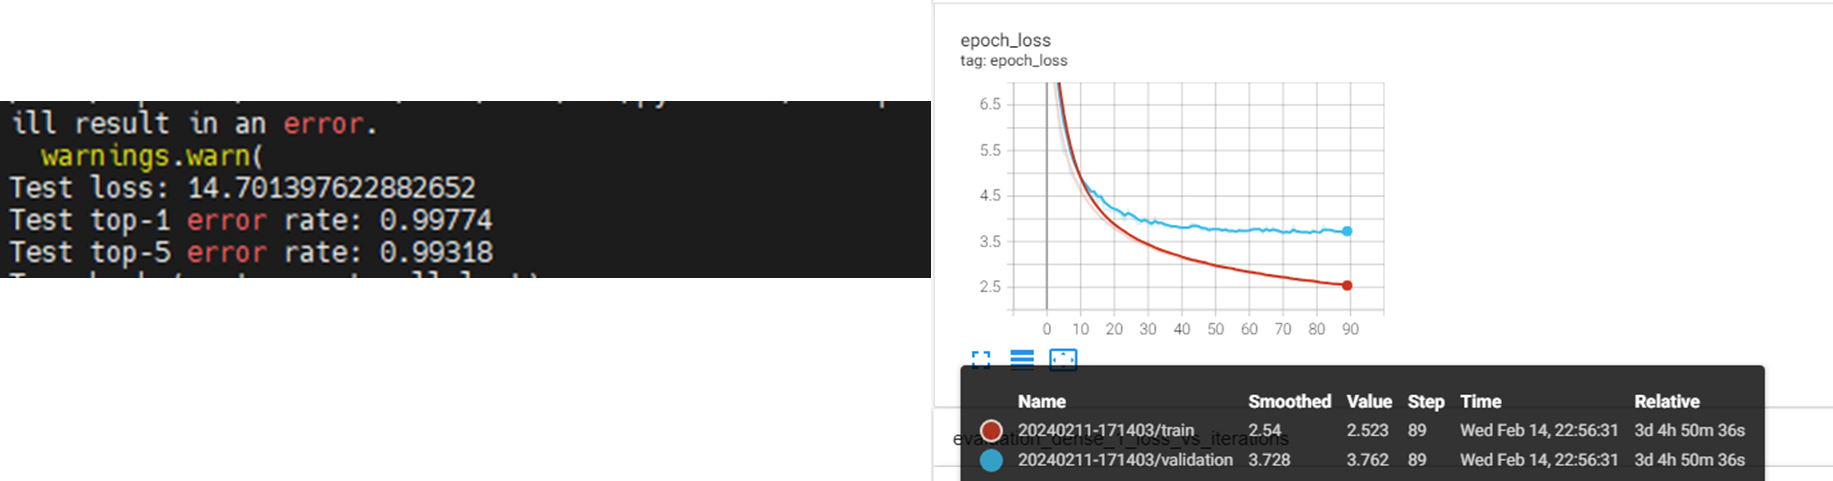 ill result in an error.
warnings.warn(
Test loss: 14.701397622882652
Test top-1 error rate: 0.99774
Test top-5 error rate: 0.99318
epoch_loss
tag: epoch_loss
6.5
5.5
4.5
3.5
2.5
0 10 20 30 40 50 60 70 80 90
Name Smoothed Value Step Time Relative
20240211-171403/train 2.54 2.523 89 Wed Feb 14, 22:56:31 3d 4h 50m 36s
20240211-171403/validation 3.728 3.762 89 Wed Feb 14, 22:56:31 3d 4h 50m 36s